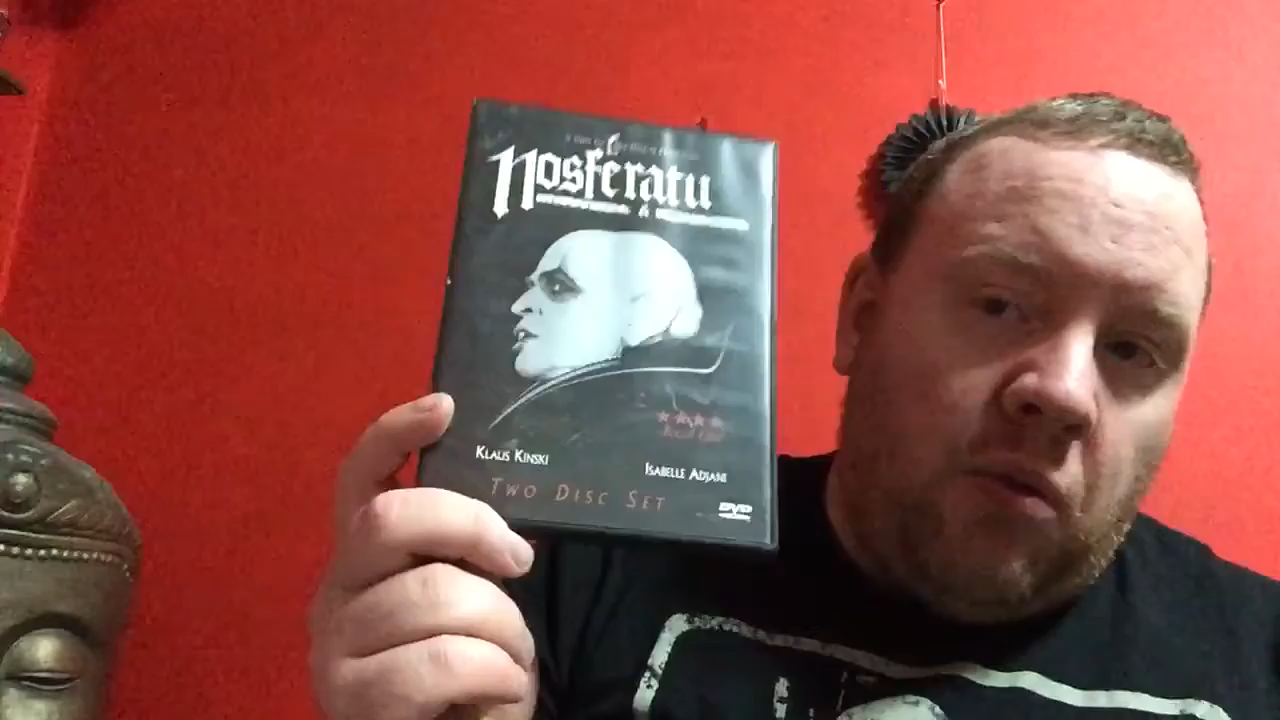 Nosferatu
KLAUS KINSKI
ISABELLE ADJANI
TWO DISC SET
DVD